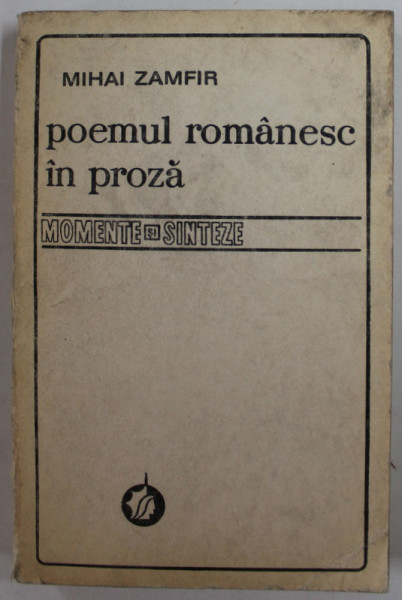 MIHAI ZAMFIR
poemul românesc
în proză
MOMENTE ȘI SINTEZE